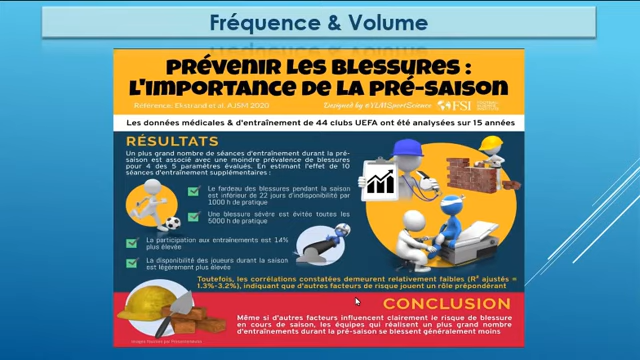 Fréquence & Volume
PRÉVENIR LES BLESSURES :
L'IMPORTANCE DE LA PRÉ-SAISON
Référence: Ekstrand et al. AJSM 2020
Designed by #YLMSportScience
FSI
Les données médicales & d'entraînement de 44 clubs UEFA ont été analysées sur 15 années
RÉSULTATS
Un plus grand nombre de séances d'entraînement durant la pré-
saison est associé avec une moindre prévalence de blessures
pour 4 des 5 paramètres évalués. En estimant l'effet de 10
séances d'entraînement supplémentaires :
Le fardeau des blessures pendant la saison
est inférieur de 22 jours d'indisponibilité par
1000 h de pratique
Une blessure sévère est évitée toutes les
5000 h de pratique
La participation aux entraînements est 14%
plus élevée
La disponibilité des joueurs durant la saison
est légèrement plus élevée
Toutefois, les corrélations constatées demeurent relativement faibles (R² ajustés =
1.3%-3.2%), indiquant que d'autres facteurs de risque jouent un rôle prépondérant
CONCLUSION
Même si d'autres facteurs influencent clairement le risque de blessure
en cours de saison, les équipes qui réalisent un plus grand nombre
d'entraînements durant la pré-saison se blessent généralement moins